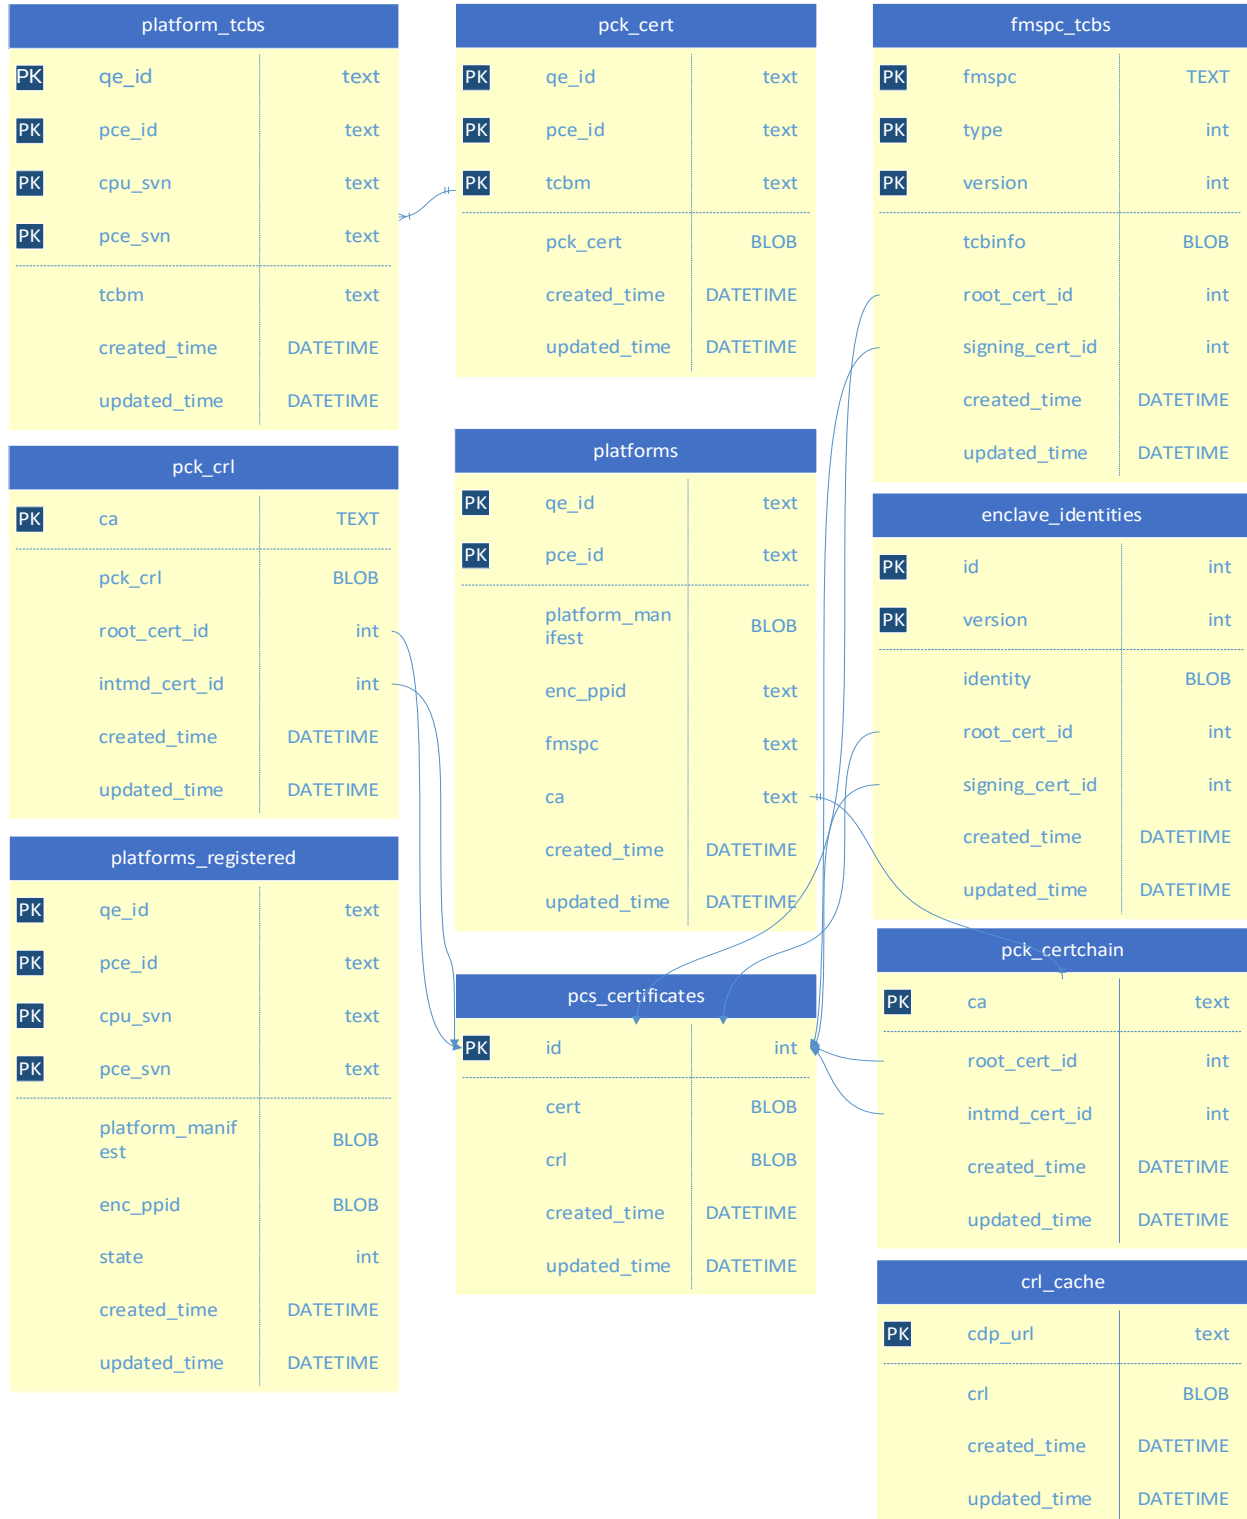 platform_tcbs
PK qe_id text
PK pce_id text
PK cpu_svn text
PK pce_svn text
tcbm text
created_time DATETIME
updated_time DATETIME
pck_crl
PK ca TEXT
pck_crl BLOB
root_cert_id int
intmd_cert_id int
created_time DATETIME
updated_time DATETIME
platforms_registered
PK qe_id text
PK pce_id text
PK cpu_svn text
PK pce_svn text
platform_manif
est BLOB
enc_ppid BLOB
state int
created_time DATETIME
updated_time DATETIME
pck_cert
PK qe_id text
PK pce_id text
PK tcbm text
pck_cert BLOB
created_time DATETIME
updated_time DATETIME
platforms
PK qe_id text
PK pce_id text
platform_man
ifest BLOB
enc_ppid text
fmspc text
ca text
created_time DATETIME
updated_time DATETIME
pcs_certificates
PK id int
cert BLOB
crl BLOB
created_time DATETIME
updated_time DATETIME
fmspc_tcbs
PK fmspc TEXT
PK type int
PK version int
tcbinfo BLOB
root_cert_id int
signing_cert_id int
created_time DATETIME
updated_time DATETIME
enclave_identities
PK id int
PK version int
identity BLOB
root_cert_id int
signing_cert_id int
created_time DATETIME
updated_time DATETIME
pck_certchain
PK ca text
root_cert_id int
intmd_cert_id int
created_time DATETIME
updated_time DATETIME
crl_cache
PK cdp_url text
crl BLOB
created_time DATETIME
updated_time DATETIME